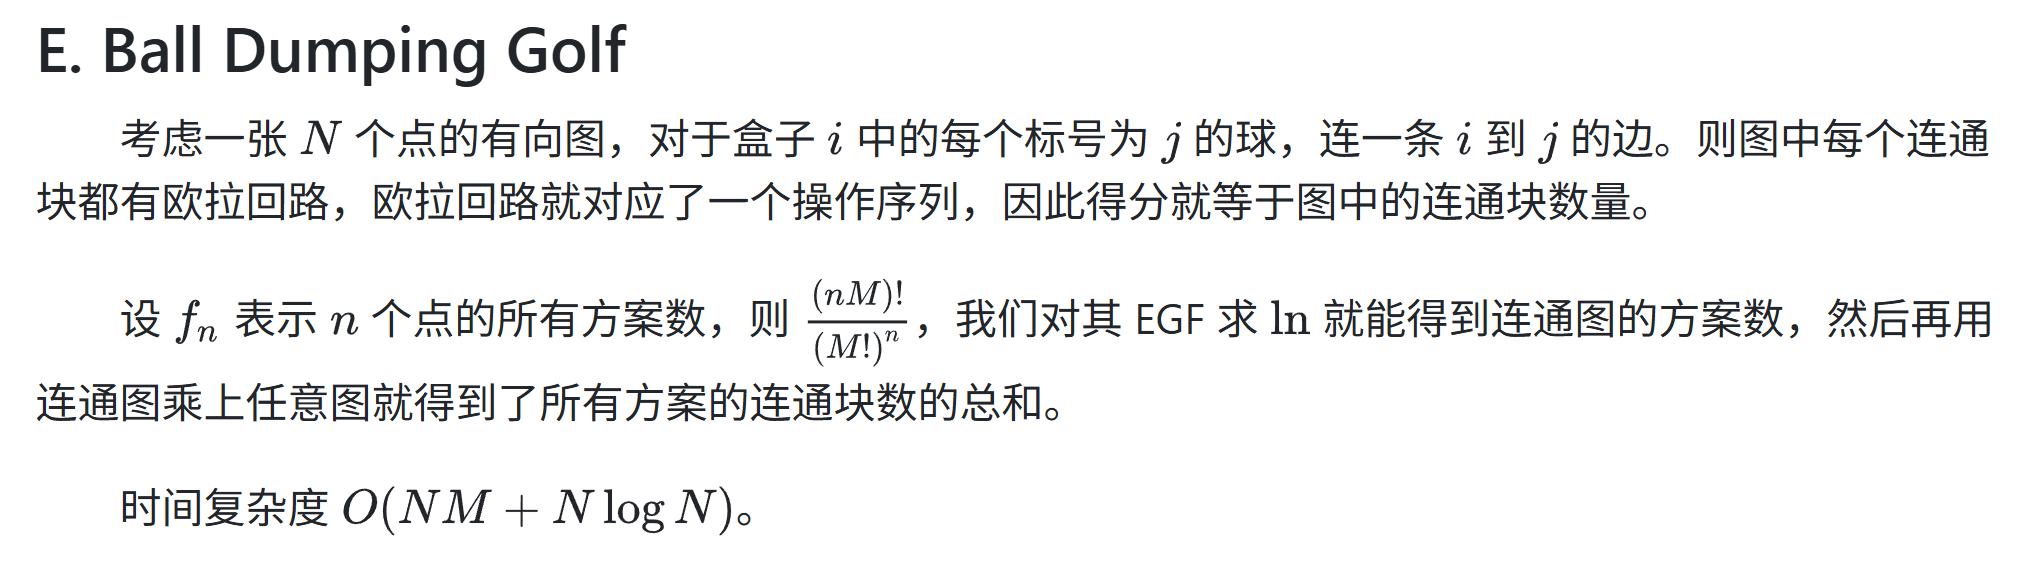 E. Ball Dumping Golf
考虑一张 N 个点的有向图，对于盒子 i 中的每个标号为 j 的球，连一条 i 到 j 的边。则图中每个连通
块都有欧拉回路，欧拉回路就对应了一个操作序列，因此得分就等于图中的连通块数量。
设 f_n 表示 n 个点的所有方案数，则 \frac{(nM)!}{(M!)^n}，我们对其 EGF 求 ln 就能得到连通图的方案数，然后再用
连通图乘上任意图就得到了所有方案的连通块数的总和。
时间复杂度 O(NM + N log N)。